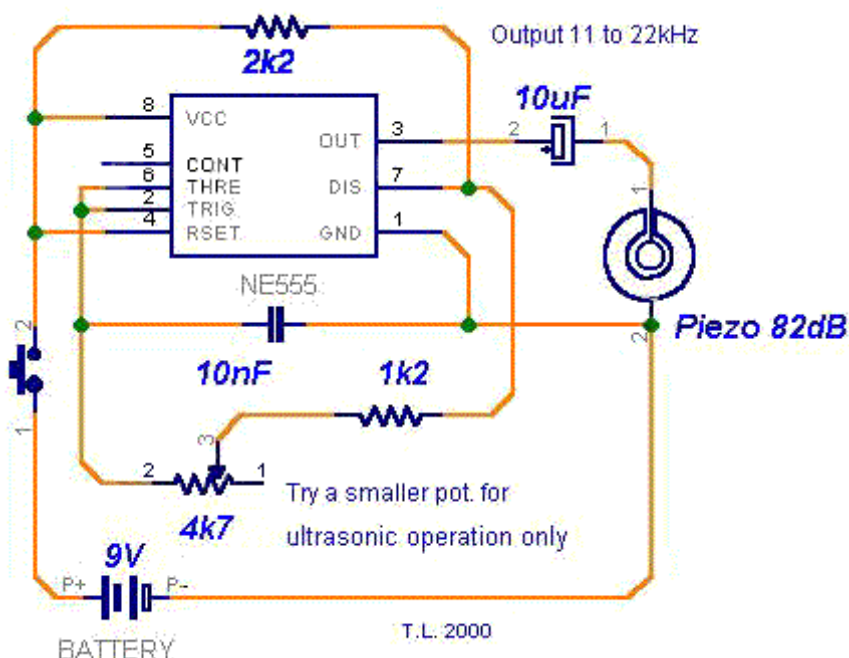 Output 11 to 22kHz
2k2
10uF
8
VCC
OUT
3
2
1
5
CONT
6
THRE
DIS
7
2
TRIG
4
RSET
GND
1
1
NE555
2
10nF
1k2
2
Piezo 82dB
1
3
2
1
4k7
Try a smaller pot. for
ultrasonic operation only
9V
P+
P-
T.L. 2000
BATTERY